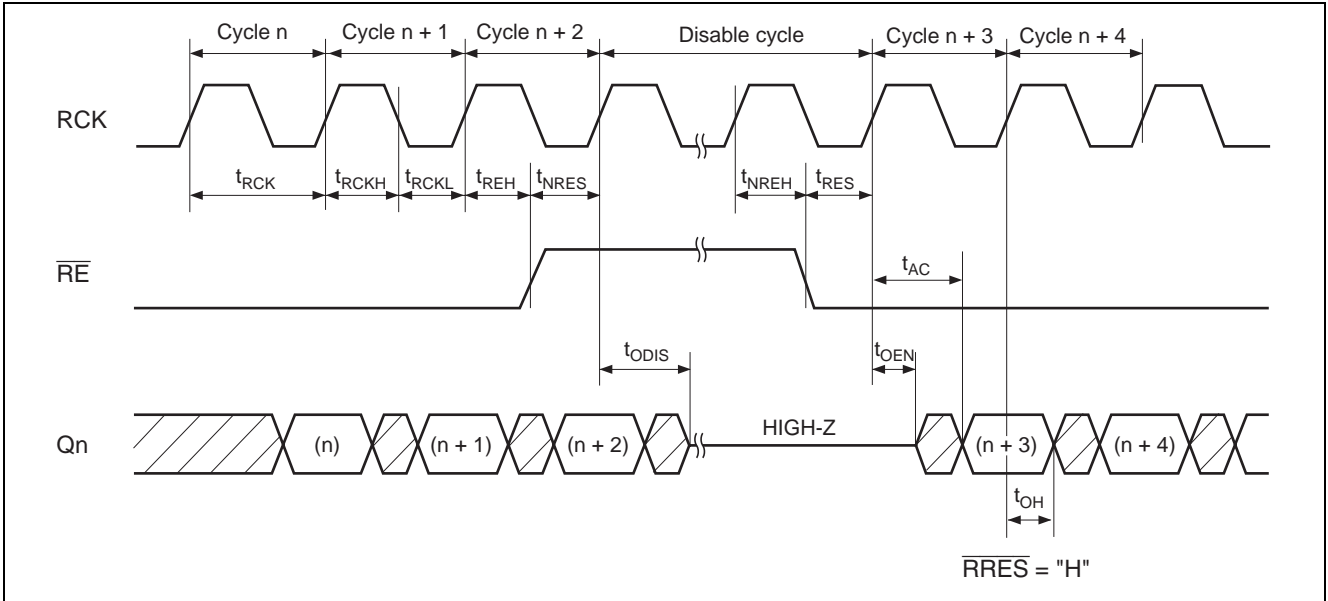 Cycle n Cycle n + 1 Cycle n + 2 Disable cycle Cycle n + 3 Cycle n + 4
RCK
tRCK tRCKH tRCKL tREH tNRES tNREH tRES
RE
tAC
tODIS tOEN
HIGH-Z
Qn (n) (n + 1) (n + 2) (n + 3) (n + 4)
tOH
RRES = "H"